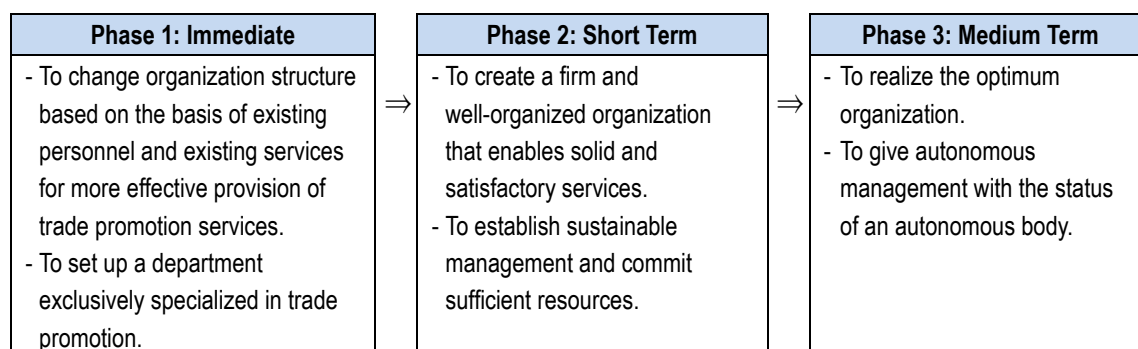 Phase 1: Immediate
- To change organization structure
based on the basis of existing
personnel and existing services
for more effective provision of
trade promotion services.
- To set up a department
exclusively specialized in trade
promotion.
⇒
Phase 2: Short Term
- To create a firm and
well-organized organization
that enables solid and
satisfactory services.
- To establish sustainable
management and commit
sufficient resources.
⇒
Phase 3: Medium Term
- To realize the optimum
organization.
- To give autonomous
management with the status
of an autonomous body.